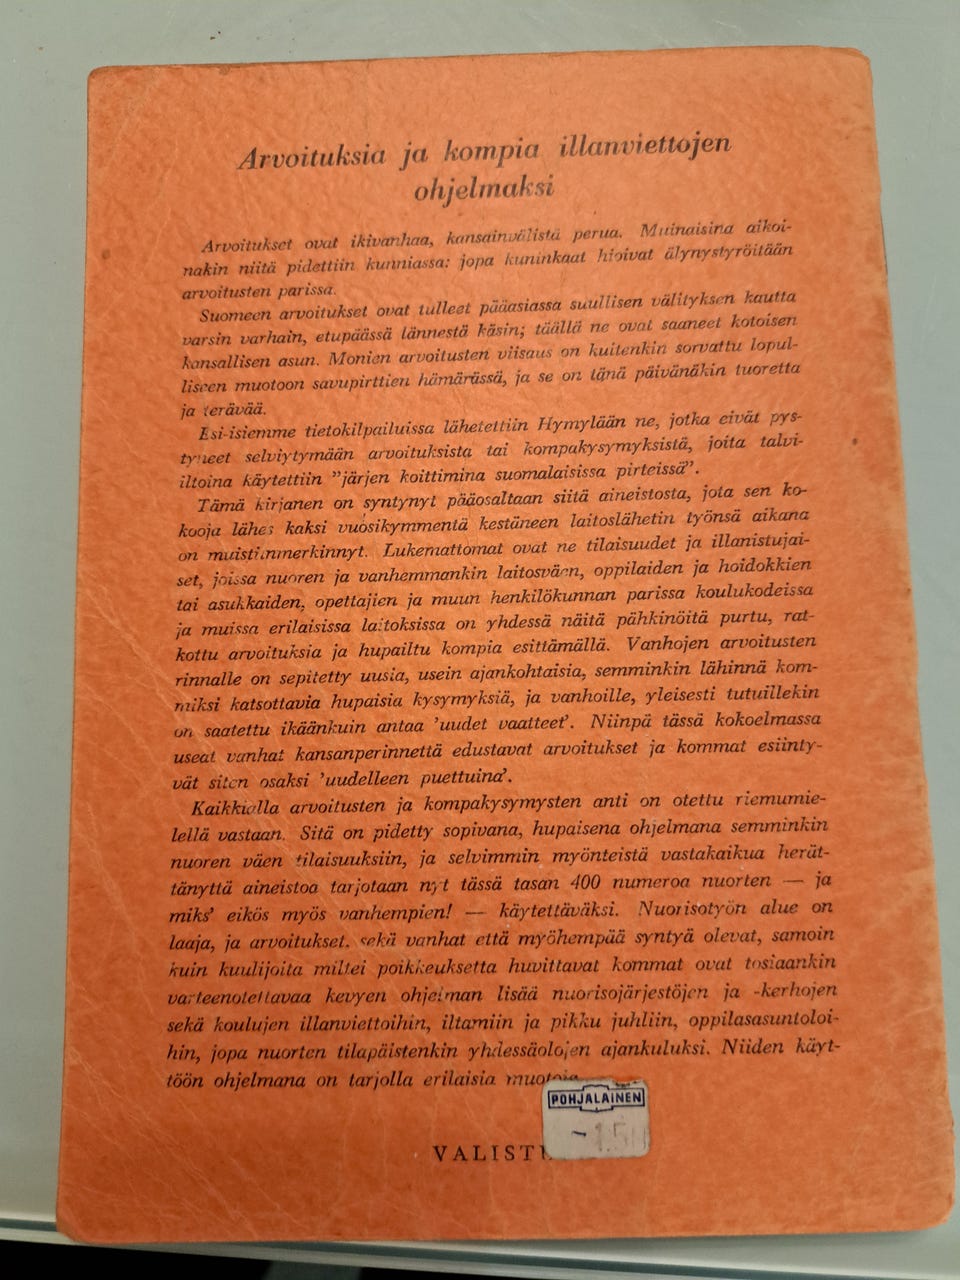 Arvoituksia ja kompia illanviettojen
ohjelmaksi
Arvoitukset ovat ikivanhaa, kansainvälistä perua. Muinaisina aikoi-
nakin niitä pidettiin kunniassa: jopa kuninkaat hioivat älynystyröitään
arvoitusten parissa.
Suomeen arvoitukset ovat tulleet pääasiassa suullisen välityksen kautta
varsin varhain, etupäässä lännestä käsin; täällä ne ovat saaneet kotoisen
kansallisen asun. Monien arvoitusten viisaus on kuitenkin sorvattu lopul-
liseen muotoon savupirttien hämärässä, ja se on tänä päivänäkin tuoretta
ja terävää.
Esi-isiemme tietokilpailuissa lähetettiin Hymylään ne, jotka eivät pys-
tyneet selviytymään arvoituksista tai kompakysymyksistä, joita talvi-
iltoina käytettiin ”järjen koittimina suomalaisissa pirteissä”.
Tämä kirjanen on syntynyt pääosaltaan siitä aineistosta, jota sen ko-
kooja lähes kaksi vuosikymmentä kestäneen laitoslähetin työnsä aikana
on muistiinmerkinnyt. Lukemattomat ovat ne tilaisuudet ja illanistujai-
set, joissa nuoren ja vanhemmankin laitosväen, oppilaiden ja hoidokkien
tai asukkaiden, opettajien ja muun henkilökunnan parissa koulukodeissa
ja muissa erilaisissa laitoksissa on yhdessä näitä pähkinöitä purtu, rat-
kottu arvoituksia ja hupailtu kompia esittämällä. Vanhojen arvoitusten
rinnalle on sepitetty uusia, usein ajankohtaisia, semminkin lähinnä kom-
miksi katsottavia hupaisia kysymyksiä, ja vanhoille, yleisesti tutuillekin
on saatettu ikäänkuin antaa ’uudet vaatteet’. Niinpä tässä kokoelmassa
useat vanhat kansanperinnettä edustavat arvoitukset ja kommat esiinty-
vät siten osaksi ’uudelleen puettuina’.
Kaikkialla arvoitusten ja kompakysymysten anti on otettu riemumie-
lellä vastaan. Sitä on pidetty sopivana, hupaisena ohjelmana semminkin
nuoren väen tilaisuuksiin, ja selvimmin myönteistä vastakaikua herät-
tänyttä aineistoa tarjotaan nyt tässä tasan 400 numeroa nuorten — ja
miks’ eikös myös vanhempien! — käytettäväksi. Nuorisotyön alue on
laaja, ja arvoitukset, sekä vanhat että myöhempää syntyä olevat, samoin
kuin kuulijoita miltei poikkeuksetta huvittavat kommat ovat tosiaankin
varteenotettavaa kevyen ohjelman lisää nuorisojärjestöjen ja -kerhojen
sekä koulujen illanviettoihin, iltamiin ja pikku juhliin, oppilasasuntoloi-
hin, jopa nuorten tilapäistenkin yhdessäolojen ajankuluksi. Niiden käyt-
töön ohjelmana on tarjolla erilaisia muotoja.
POHJALAINEN
- 1.50
VALISTU